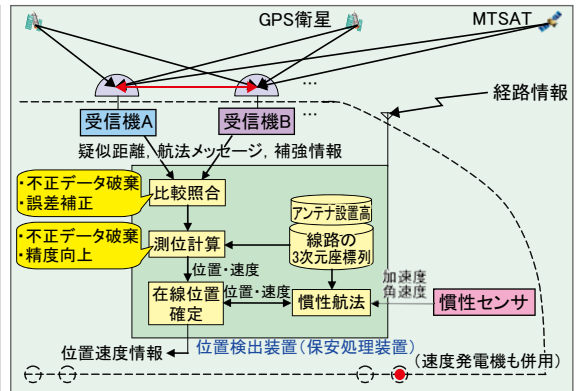 GPS衛星
MTSAT
…
経路情報
受信機A
受信機B
…
疑似距離，航法メッセージ，補強情報
・不正データ破棄
・誤差補正
比較照合
アンテナ設置高
・不正データ破棄
・精度向上
測位計算
線路の
3次元座標列
位置・速度
加速度
角速度
在線位置
確定
位置・速度
慣性航法
慣性センサ
位置速度情報
位置検出装置（保安処理装置）
（速度発電機も併用）